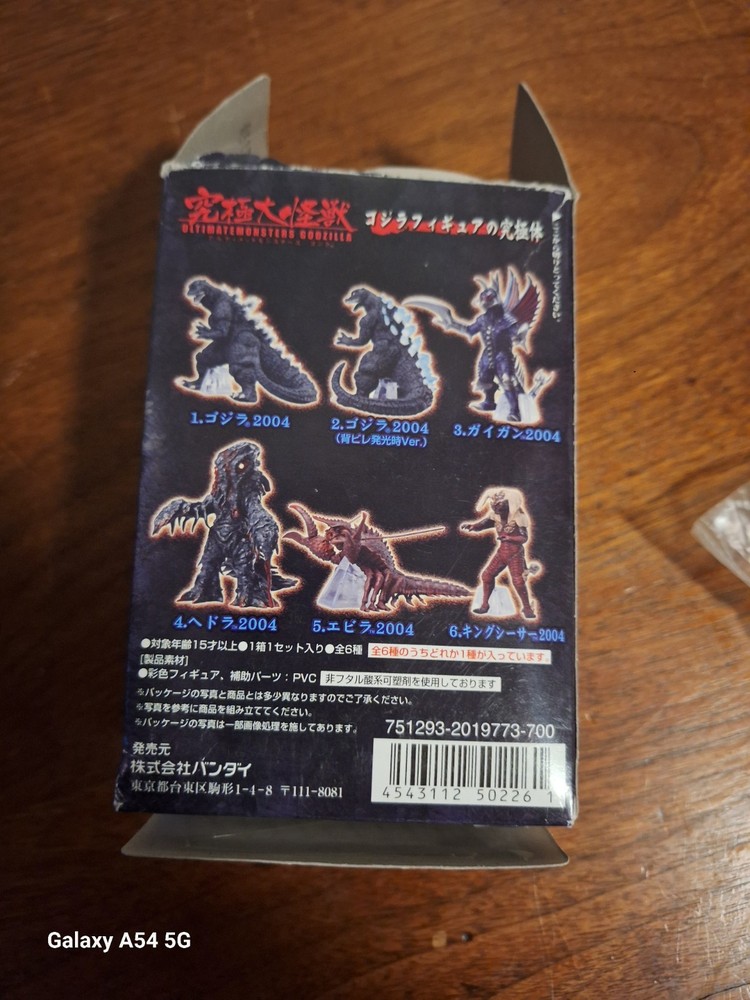 究極大怪獣
ULTIMATEMONSTERS GODZILLA
ゴジラフィギュアの究極体
1.ゴジラ2004
2.ゴジラ2004
(背ビレ発光時Ver.)
3.ガイガン2004
4.ヘドラ2004
5.エビラ2004
6.キングシーサー2004
●対象年齢15才以上●1箱1セット入り●全6種 全6種のうちどれか1種が入っています。
[製品素材]
●彩色フィギュア、補助パーツ:PVC 非フタル酸系可塑剤を使用しております
※パッケージの写真と商品とは多少異なりますのでご了承ください。
※写真を参考に商品を組み立ててください。
※パッケージの写真は一部画像処理を施してあります。
751293-2019773-700
発売元
株式会社バンダイ
東京都台東区駒形1-4-8 〒111-8081
4543112 50226 1
Galaxy A54 5G